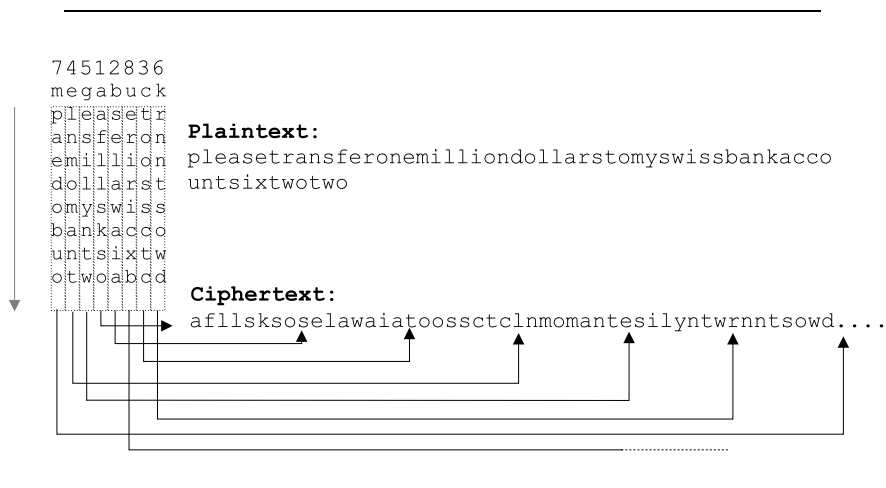 74512836
megabuck
pleasetr
ansferon
emillion
dollarst
omyswiss
bankacco
untsixtw
otwoabcd
Plaintext:
pleasetransferonemilliondollarstomyswissbankacco
untsixtwotwo
Ciphertext:
afllsksoselawaiatoossctclnmomantesilyntwrnntsowd....